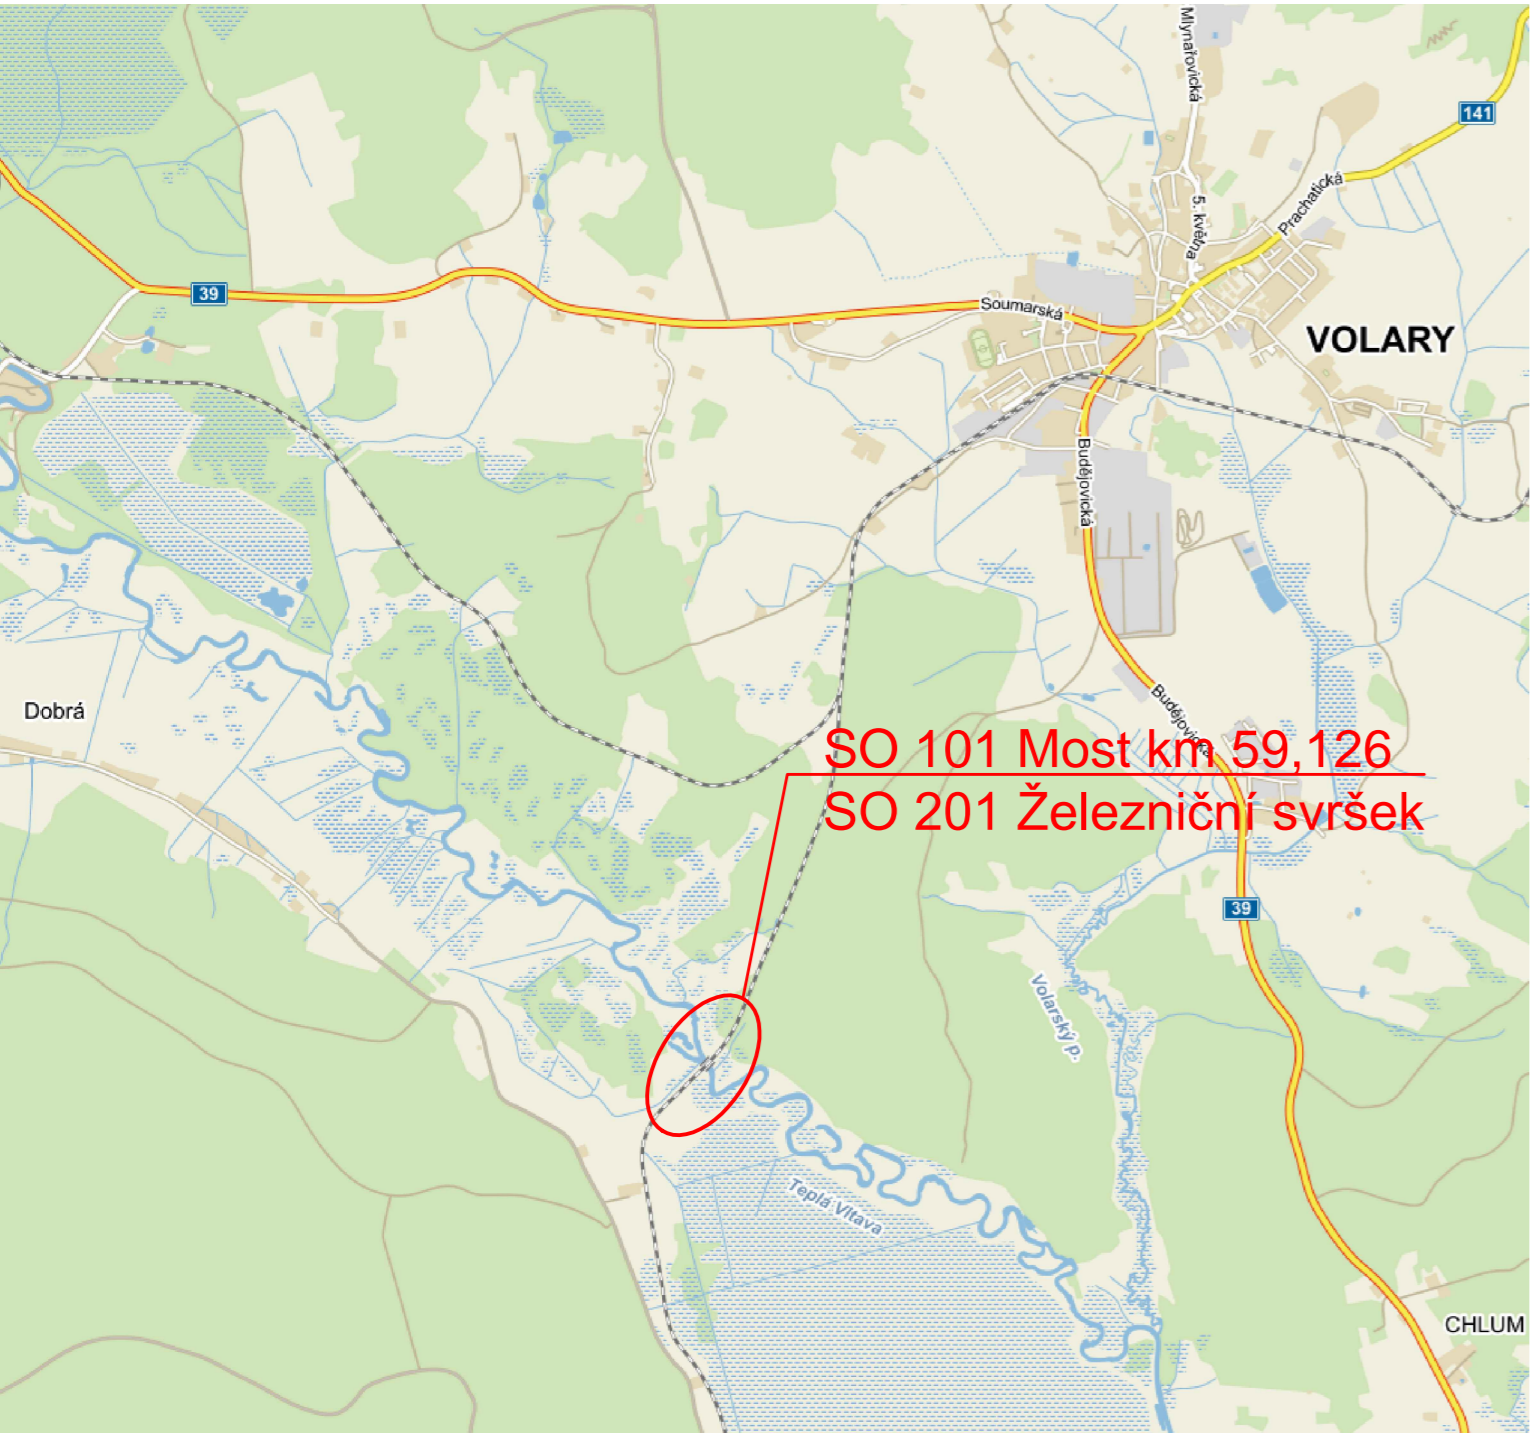 Mlynařovická
141
Prachatická
5. května
39
Soumarská
VOLARY
Budějovická
Dobrá
Budějovická
SO 101 Most km 59,126
SO 201 Železniční svršek
39
Volarský p.
Teplá Vltava
CHLUM